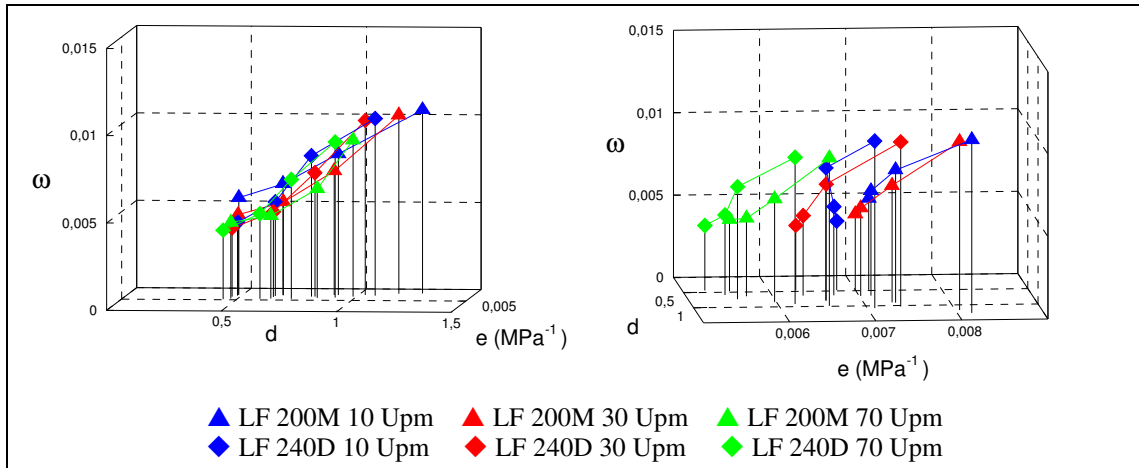 0,015
0,01
ω
0,005
0
0,5
1
1,5
0,005
d
e (MPa⁻¹)
0,015
0,01
ω
0,005
0
0,5
1
d
0,006
0,007
0,008
e (MPa⁻¹)
LF 200M 10 Upm LF 200M 30 Upm LF 200M 70 Upm
LF 240D 10 Upm LF 240D 30 Upm LF 240D 70 Upm